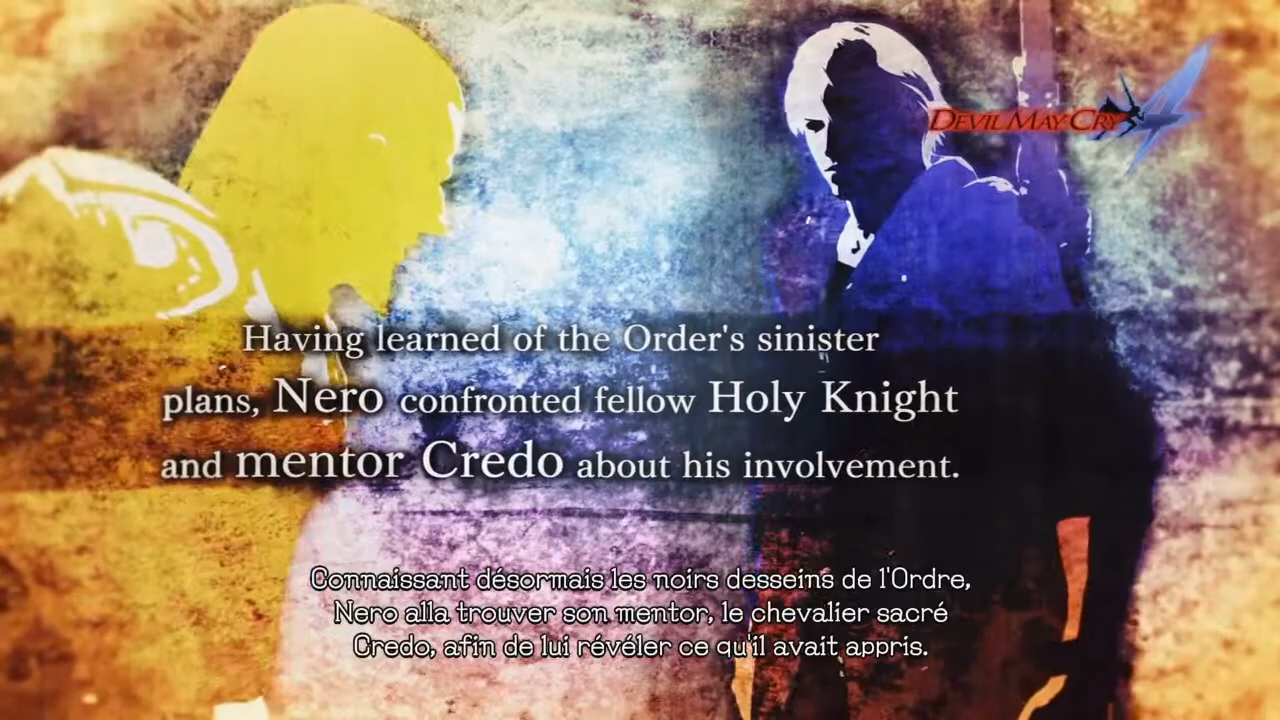 DEVIL MAY CRY 4
Having learned of the Order's sinister
plans, Nero confronted fellow Holy Knight
and mentor Credo about his involvement.
Connaissant désormais les noirs desseins de l'Ordre,
Nero alla trouver son mentor, le chevalier sacré
Credo, afin de lui révéler ce qu'il avait appris.